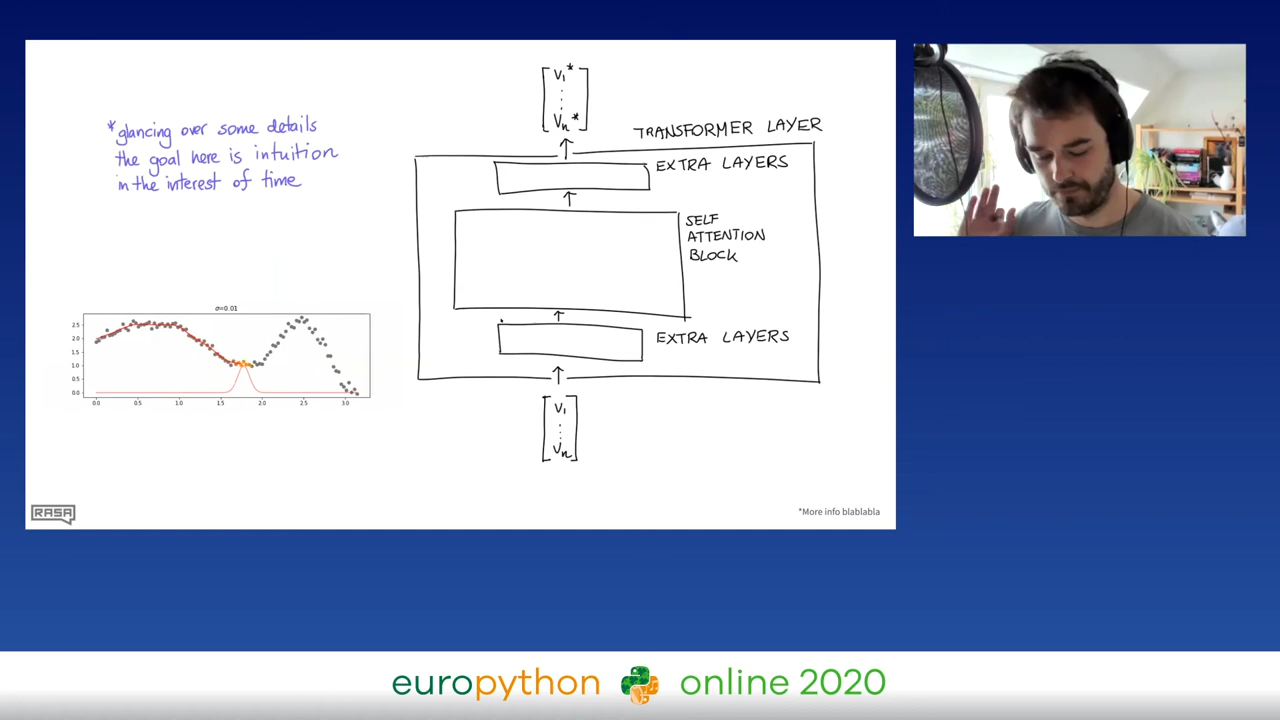 *glancing over some details
the goal here is intuition
in the interest of time
σ=0.01
2.5
2.0
1.5
1.0
0.5
0.0
0.0 0.5 1.0 1.5 2.0 2.5 3.0
V1*
Vn*
TRANSFORMER LAYER
EXTRA LAYERS
SELF
ATTENTION
BLOCK
EXTRA LAYERS
V1
Vn
RASA
*More info blablabla
europython online 2020